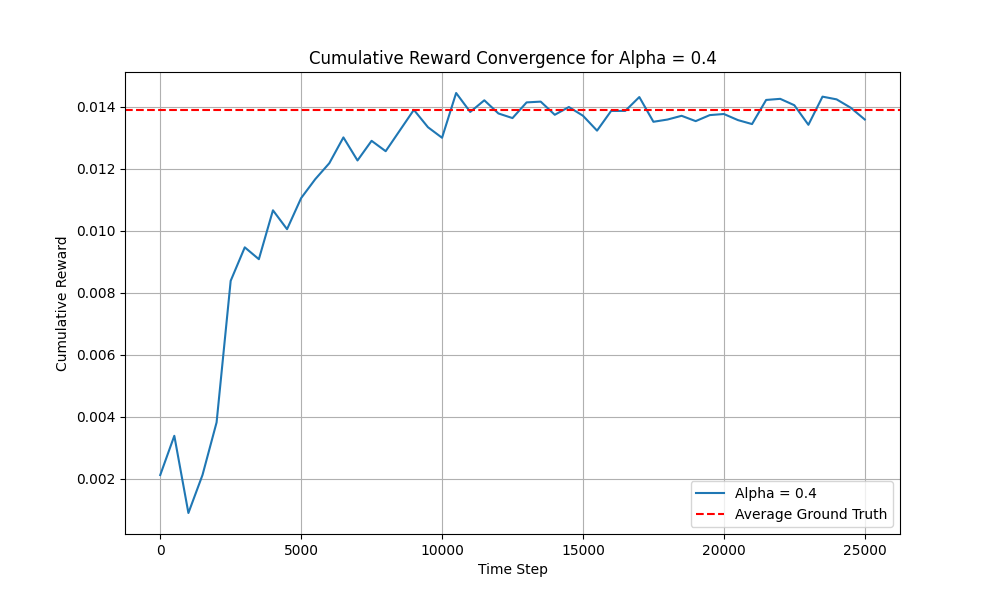 Cumulative Reward Convergence for Alpha = 0.4
Cumulative Reward
0.014
0.012
0.010
0.008
0.006
0.004
0.002
0 5000 10000 15000 20000 25000
Time Step
Alpha = 0.4
Average Ground Truth